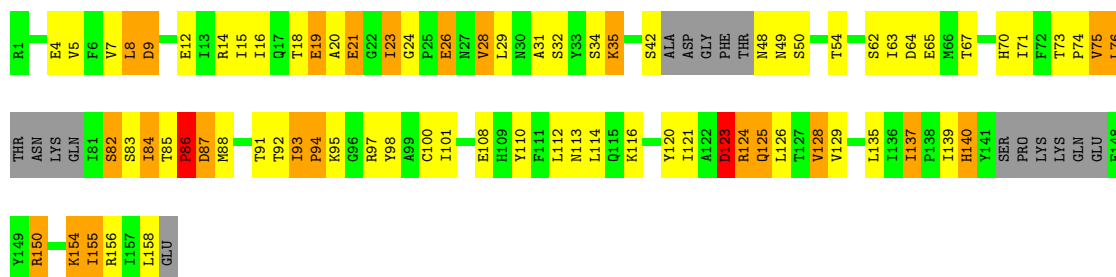 R1 E4 V5 F6 V7 L8 D9 E12 I13 R14 I15 I16 Q17 T18 E19 A20 E21 G22 I23 G24 P25 E26 N27 V28 L29 N30 A31 S32 Y33 S34 K35 S42 ALA ASP GLY PHE THR N48 N49 S50 T54 S62 I63 D64 E65 M66 T67 H70 I71 F72 T73 P74 V75 L76
THR ASN LYS GLN I81 S82 S83 I84 T85 P86 D87 M88 T91 T92 I93 P94 K95 G96 R97 Y98 A99 C100 I101 E108 H109 Y110 F111 L112 N113 L114 Q115 K116 Y120 I121 A122 D123 R124 Q125 L126 T127 V128 V129 L135 I136 I137 P138 I139 H140 Y141 SER PRO LYS LYS GLN GLU E148
Y149 R150 K154 I155 R156 I157 L158 GLU